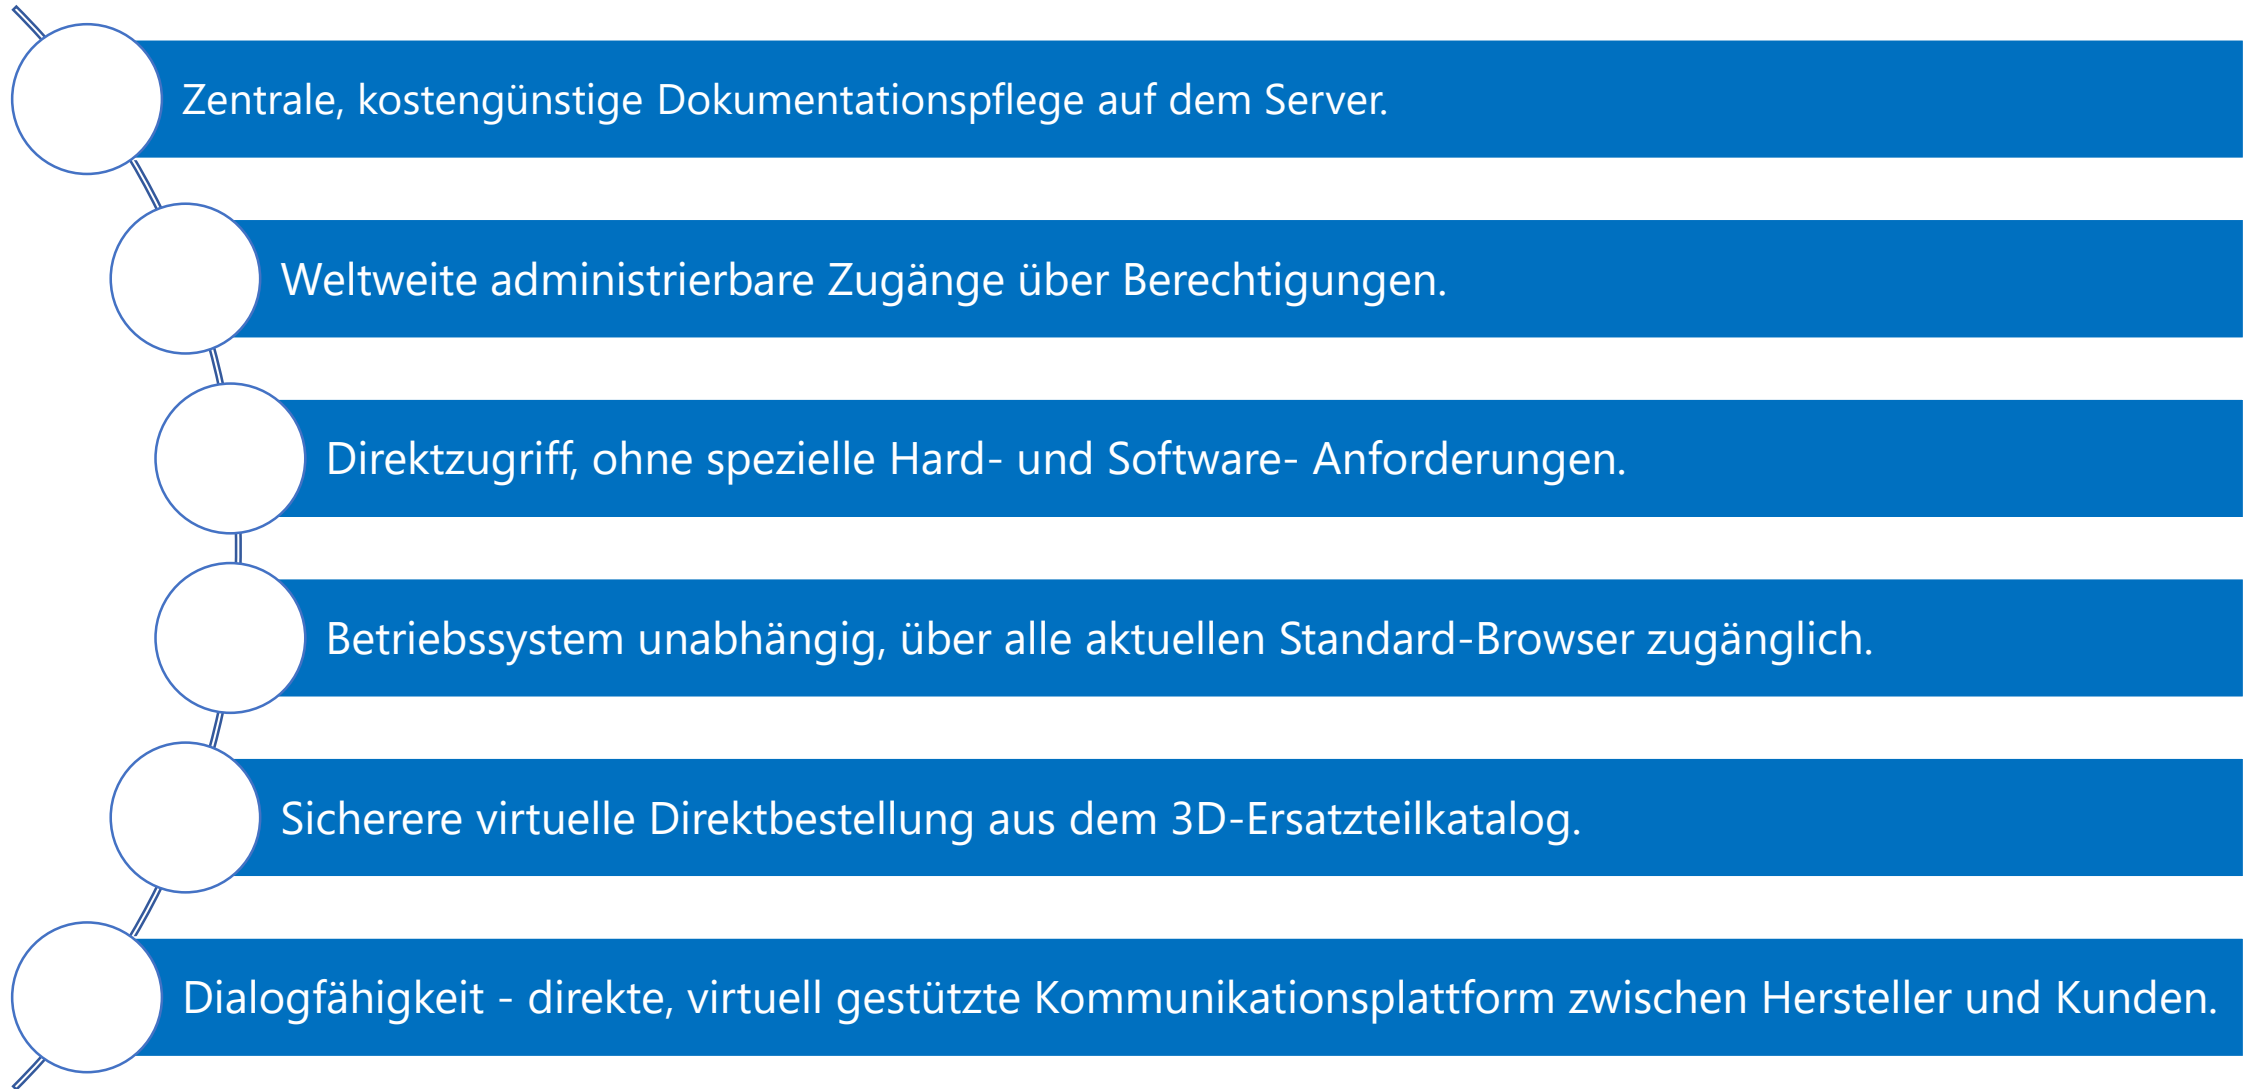 Zentrale, kostengünstige Dokumentationspflege auf dem Server.
Weltweite administrierbare Zugänge über Berechtigungen.
Direktzugriff, ohne spezielle Hard- und Software- Anforderungen.
Betriebssystem unabhängig, über alle aktuellen Standard-Browser zugänglich.
Sicherere virtuelle Direktbestellung aus dem 3D-Ersatzteilkatalog.
Dialogfähigkeit - direkte, virtuell gestützte Kommunikationsplattform zwischen Hersteller und Kunden.